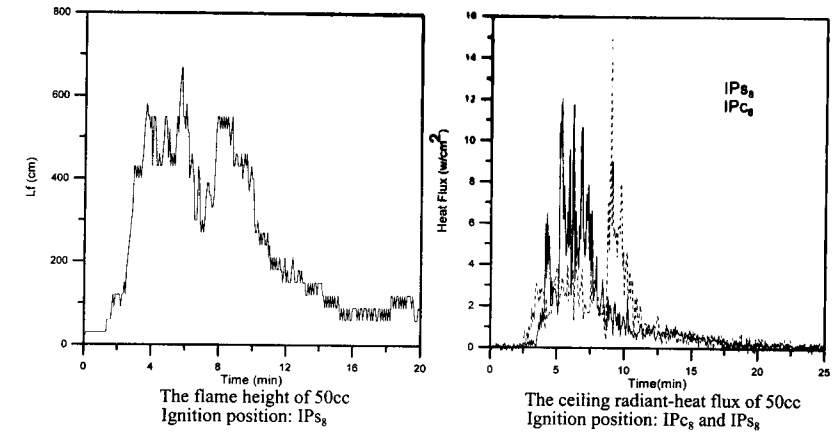 800
600
400
200
0
Lf (cm)
0
4
8
12
16
20
Time (min)
The flame height of 50cc
Ignition position: IPs8
16
14
12
10
8
6
4
2
0
Heat Flux (w/cm2)
IPs8
IPc8
0
5
10
15
20
25
Time(min)
The ceiling radiant-heat flux of 50cc
Ignition position: IPc8 and IPs8